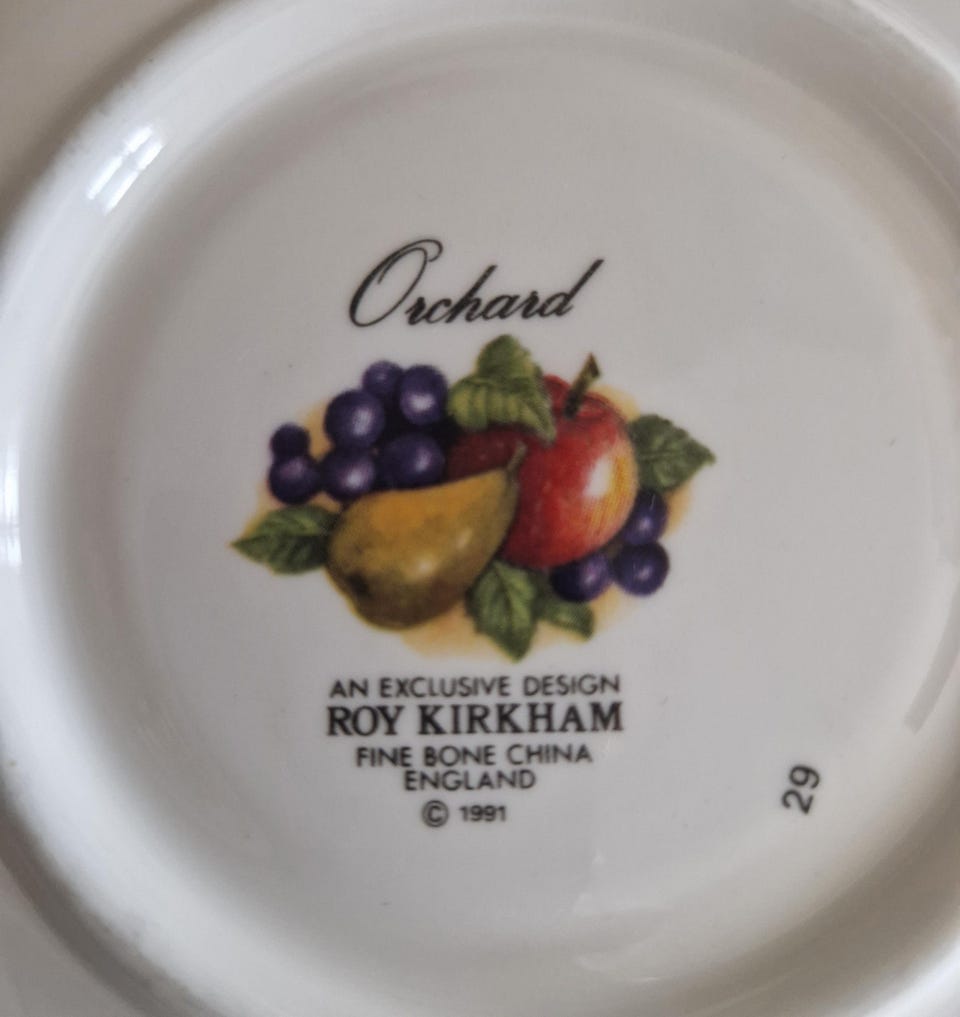 Orchard
AN EXCLUSIVE DESIGN
ROY KIRKHAM
FINE BONE CHINA
ENGLAND
© 1991
29